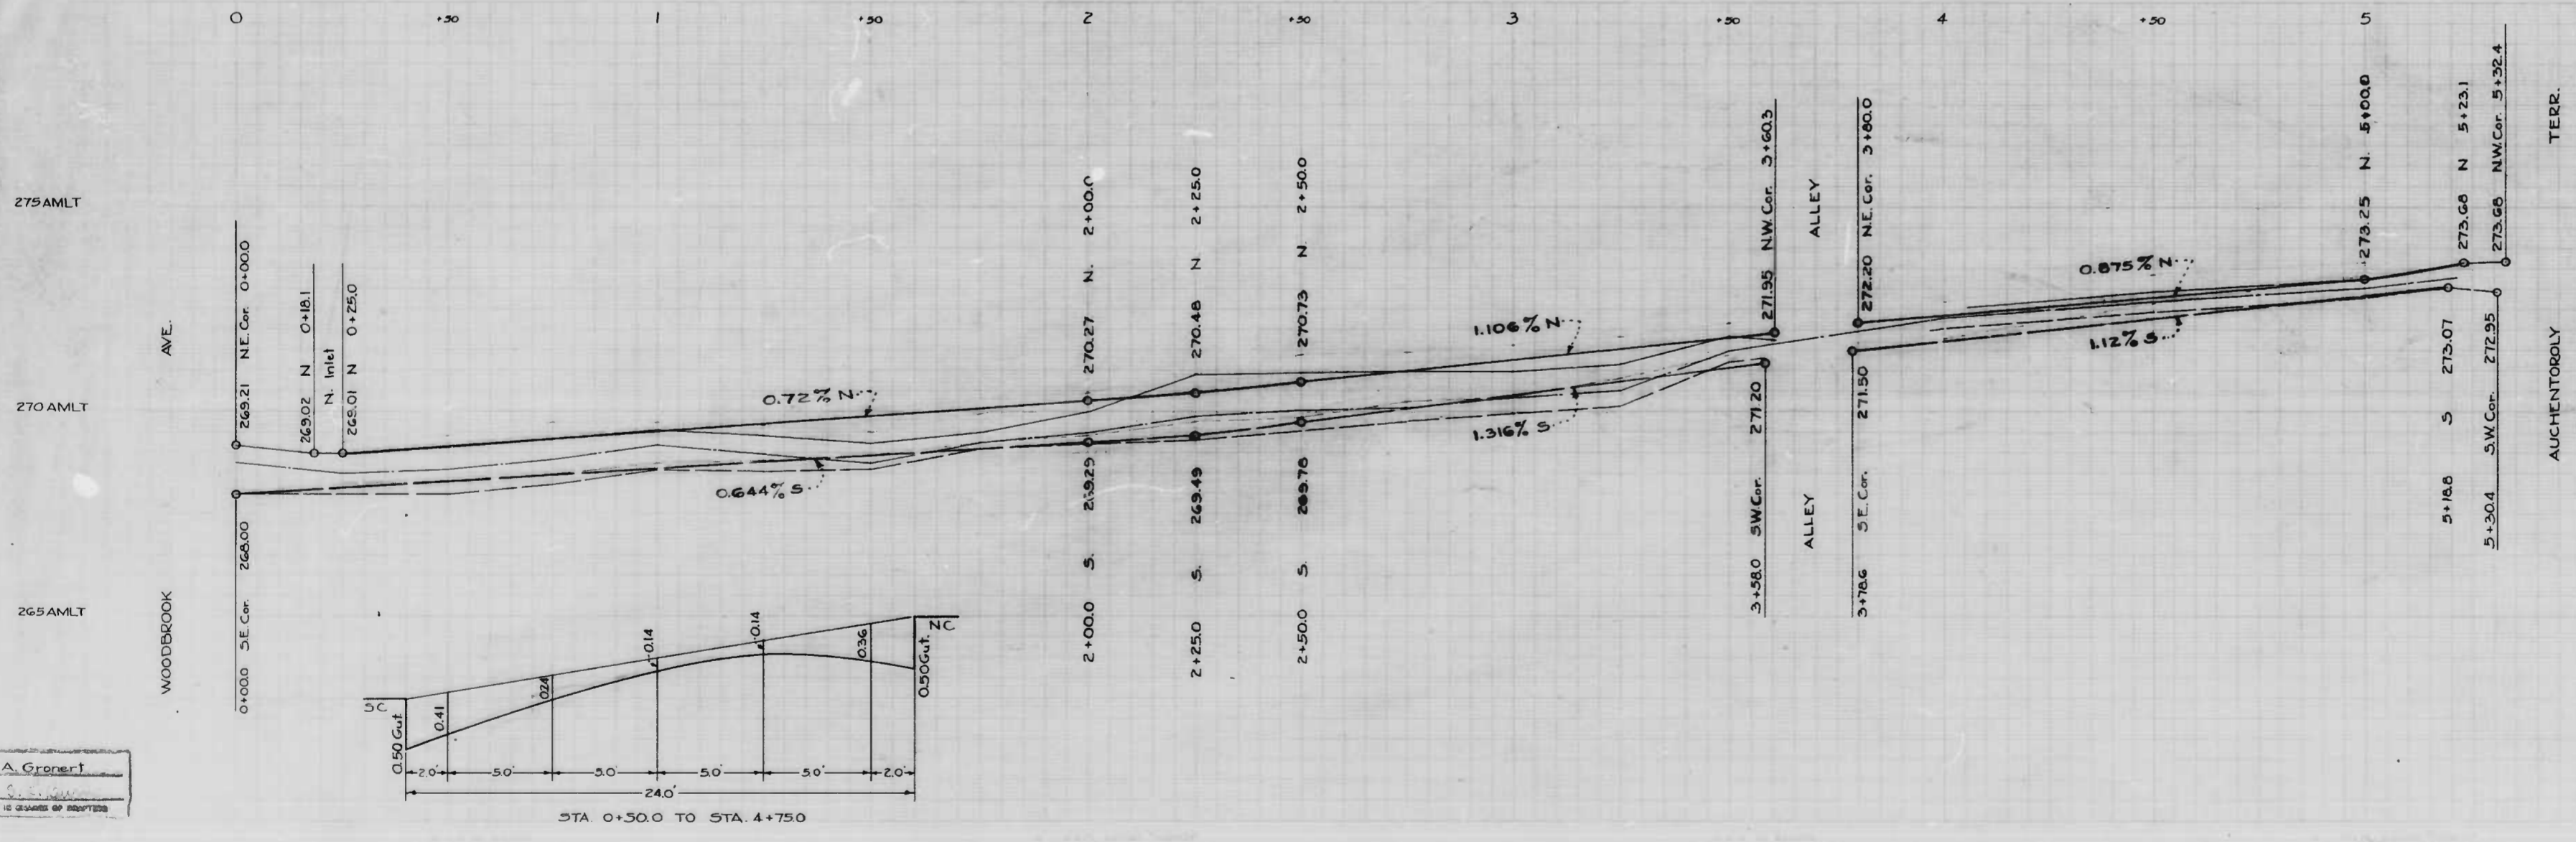 0 +50 1 +50 2 +50 3 +50 4 +50 5
275 AMLT
270 AMLT
265 AMLT
WOODBROOK AVE.
269.21 N.E. Cor. 0+00.0
269.02 N 0+18.1
N. Inlet
269.01 N 0+25.0
0+00.0 S.E. Cor. 268.00
0.72% N
0.644% S
270.27 N. 2+00.0
270.48 N 2+25.0
270.73 N. 2+50.0
2+00.0 S. 269.29
2+25.0 S. 269.49
2+50.0 S. 269.78
1.106% N
1.316% S
271.95 N.W. Cor. 3+60.3
ALLEY
272.20 N.E. Cor. 3+80.0
3+58.0 S.W. Cor. 271.20
ALLEY
3+78.6 S.E. Cor. 271.50
0.875% N
1.12% S
273.25 N. 5+00.0
273.68 N 5+23.1
273.68 N.W. Cor. 5+32.4
5+18.8 S 273.07
5+30.4 S.W. Cor. 272.95
AUCHENTOROLY TERR.
SC
0.50 Gut.
0.41
0.24
0.14
0.14
0.36
NC
0.50 Gut.
2.0' 5.0' 5.0' 5.0' 5.0' 2.0'
24.0'
STA. 0+50.0 TO STA. 4+75.0
A. Gronert
IN CHARGE OF DRAFTING